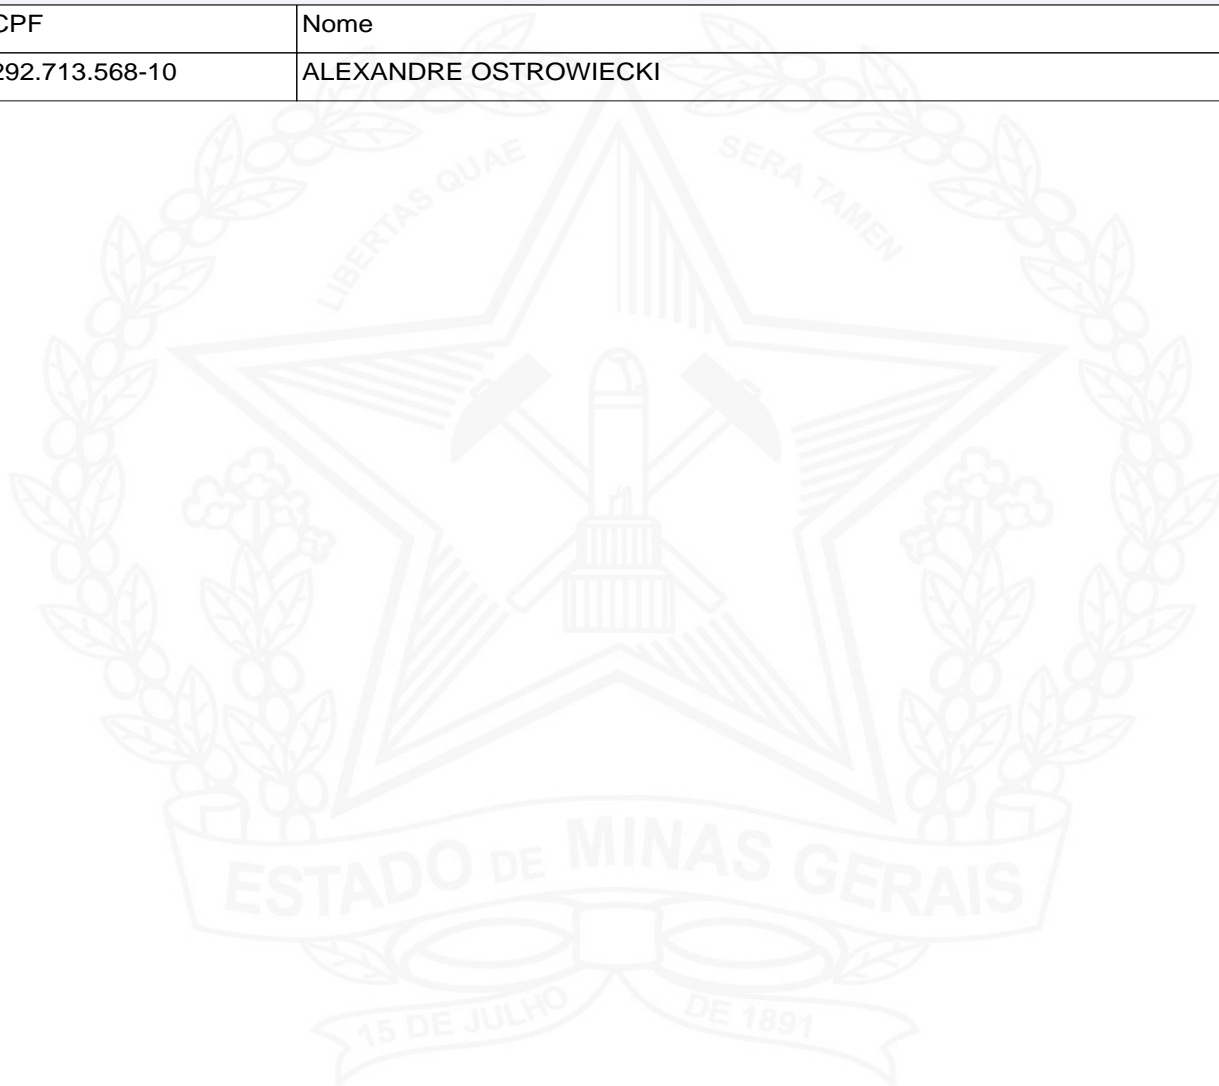 CPF Nome
292.713.568-10 ALEXANDRE OSTROWIECKI
LIBERTAS QUAE SERA TAMEN
ESTADO DE MINAS GERAIS
15 DE JULHO DE 1891